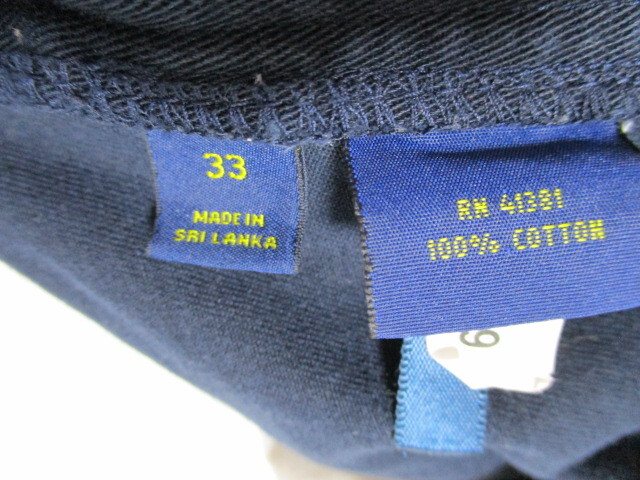 33
MADE IN
SRI LANKA
RN 41381
100% COTTON